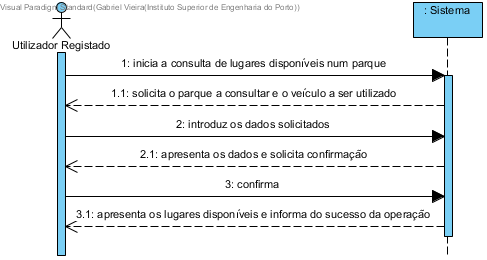 Visual Paradigm Standard(Gabriel Vieira(Instituto Superior de Engenharia do Porto))
: Sistema
Utilizador Registado
1: inicia a consulta de lugares disponíveis num parque
1.1: solicita o parque a consultar e o veículo a ser utilizado
2: introduz os dados solicitados
2.1: apresenta os dados e solicita confirmação
3: confirma
3.1: apresenta os lugares disponíveis e informa do sucesso da operação